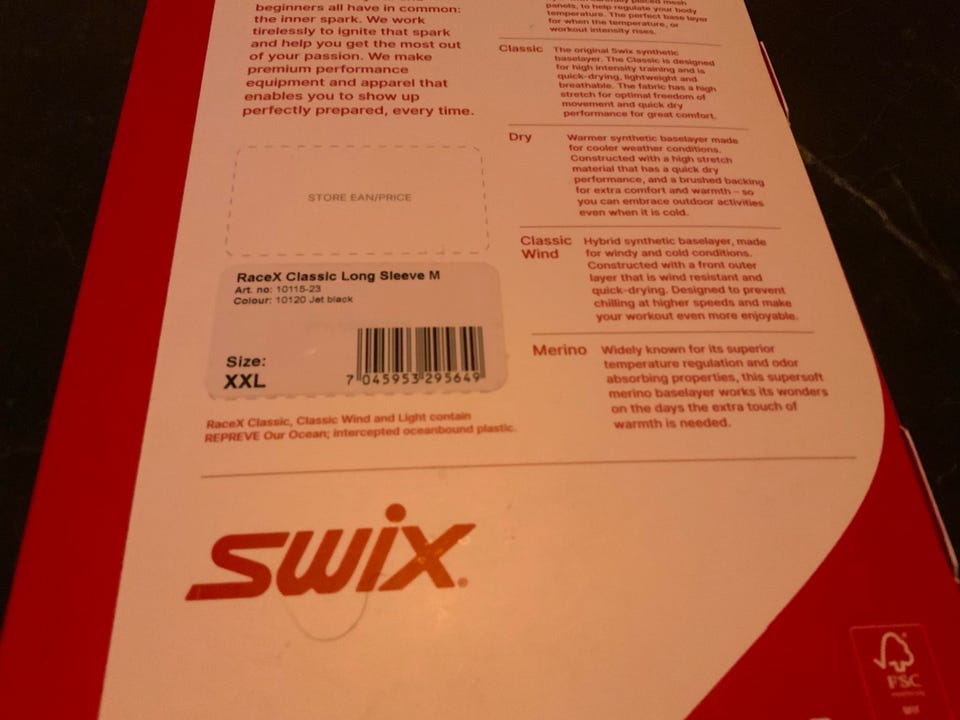 beginners all have in common:
the inner spark. We work
tirelessly to ignite that spark
and help you get the most out
of your passion. We make
premium performance
equipment and apparel that
enables you to show up
perfectly prepared, every time.
STORE EAN/PRICE
RaceX Classic Long Sleeve M
Art. no: 10115-23
Colour: 10120 Jet black
Size:
XXL
7 045953 295649
RaceX Classic, Classic Wind and Light contain
REPREVE Our Ocean; intercepted oceanbound plastic.
placed mesh
panels, to help regulate your body
temperature. The perfect base layer
for when the temperature, or
workout intensity rises.
Classic
The original Swix synthetic
baselayer. The Classic is designed
for high intensity training and is
quick-drying, lightweight and
breathable. The fabric has a high
stretch for optimal freedom of
movement and quick dry
performance for great comfort.
Dry
Warmer synthetic baselayer made
for cooler weather conditions.
Constructed with a high stretch
material that has a quick dry
performance, and a brushed backing
for extra comfort and warmth – so
you can embrace outdoor activities
even when it is cold.
Classic
Wind
Hybrid synthetic baselayer, made
for windy and cold conditions.
Constructed with a front outer
layer that is wind resistant and
quick-drying. Designed to prevent
chilling at higher speeds and make
your workout even more enjoyable.
Merino
Widely known for its superior
temperature regulation and odor
absorbing properties, this supersoft
merino baselayer works its wonders
on the days the extra touch of
warmth is needed.
swix
FSC